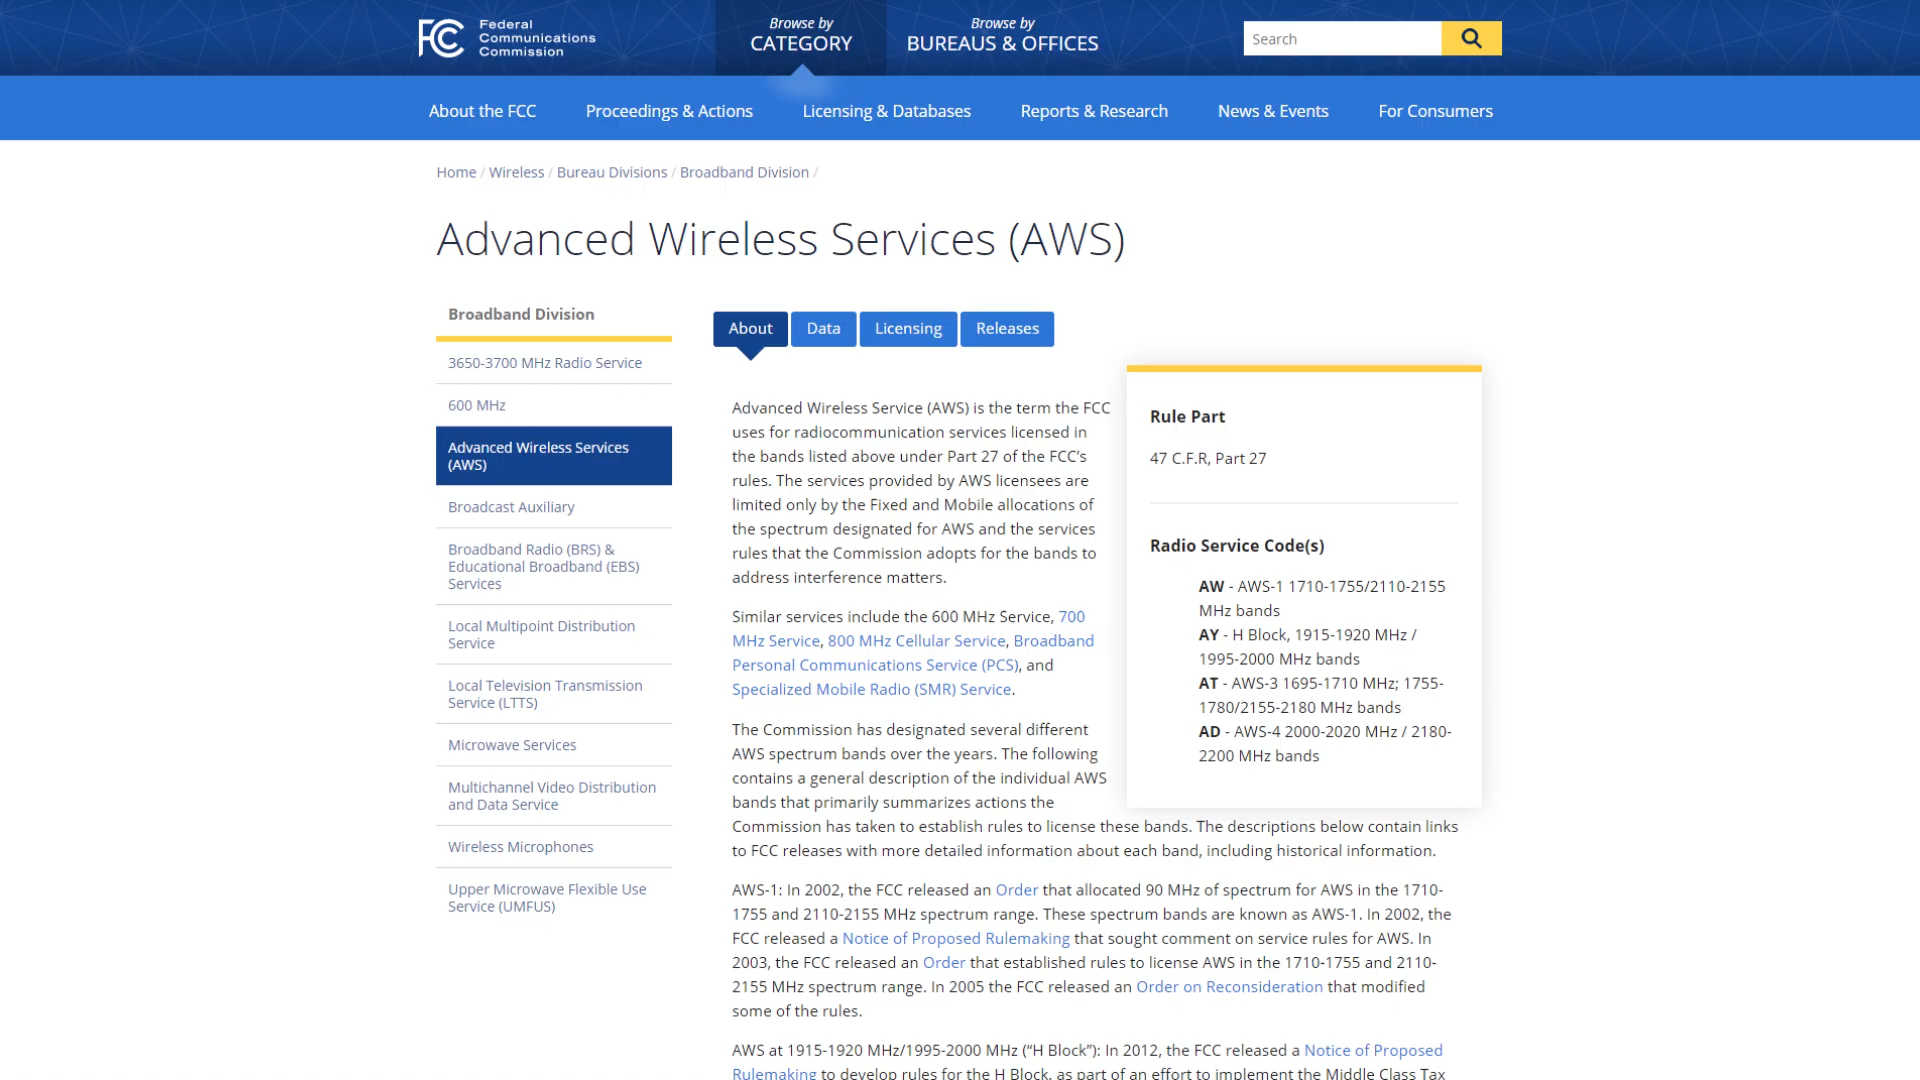 Federal
Communications
Commission
Browse by
CATEGORY
Browse by
BUREAUS & OFFICES
Search
About the FCC
Proceedings & Actions
Licensing & Databases
Reports & Research
News & Events
For Consumers
Home / Wireless / Bureau Divisions / Broadband Division /
Advanced Wireless Services (AWS)
Broadband Division
3650-3700 MHz Radio Service
600 MHz
Advanced Wireless Services
(AWS)
Broadcast Auxiliary
Broadband Radio (BRS) &
Educational Broadband (EBS)
Services
Local Multipoint Distribution
Service
Local Television Transmission
Service (LTTS)
Microwave Services
Multichannel Video Distribution
and Data Service
Wireless Microphones
Upper Microwave Flexible Use
Service (UMFUS)
About
Data
Licensing
Releases
Advanced Wireless Service (AWS) is the term the FCC
uses for radiocommunication services licensed in
the bands listed above under Part 27 of the FCC's
rules. The services provided by AWS licensees are
limited only by the Fixed and Mobile allocations of
the spectrum designated for AWS and the services
rules that the Commission adopts for the bands to
address interference matters.
Similar services include the 600 MHz Service, 700
MHz Service, 800 MHz Cellular Service, Broadband
Personal Communications Service (PCS), and
Specialized Mobile Radio (SMR) Service.
The Commission has designated several different
AWS spectrum bands over the years. The following
contains a general description of the individual AWS
bands that primarily summarizes actions the
Commission has taken to establish rules to license these bands. The descriptions below contain links
to FCC releases with more detailed information about each band, including historical information.
AWS-1: In 2002, the FCC released an Order that allocated 90 MHz of spectrum for AWS in the 1710-
1755 and 2110-2155 MHz spectrum range. These spectrum bands are known as AWS-1. In 2002, the
FCC released a Notice of Proposed Rulemaking that sought comment on service rules for AWS. In
2003, the FCC released an Order that established rules to license AWS in the 1710-1755 and 2110-
2155 MHz spectrum range. In 2005 the FCC released an Order on Reconsideration that modified
some of the rules.
AWS at 1915-1920 MHz/1995-2000 MHz (“H Block”): In 2012, the FCC released a Notice of Proposed
Rulemaking to develop rules for the H Block, as part of an effort to implement the Middle Class Tax
Rule Part
47 C.F.R, Part 27
Radio Service Code(s)
AW - AWS-1 1710-1755/2110-2155
MHz bands
AY - H Block, 1915-1920 MHz /
1995-2000 MHz bands
AT - AWS-3 1695-1710 MHz; 1755-
1780/2155-2180 MHz bands
AD - AWS-4 2000-2020 MHz / 2180-
2200 MHz bands